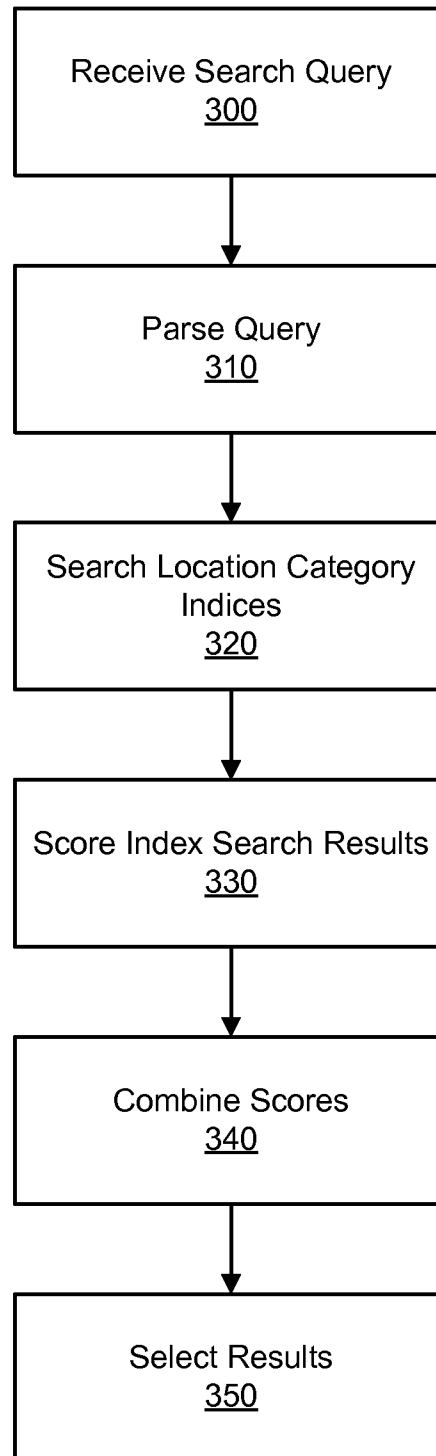 Receive Search Query
300
Parse Query
310
Search Location Category
Indices
320
Score Index Search Results
330
Combine Scores
340
Select Results
350